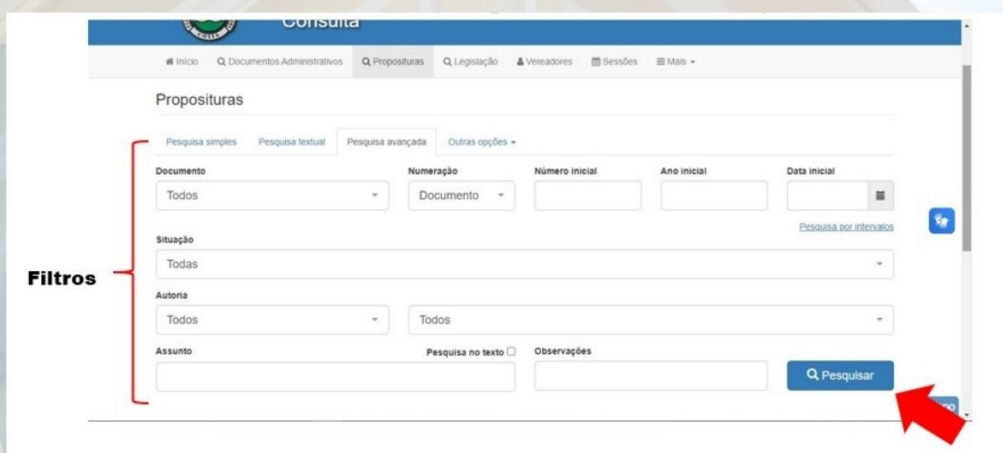 COTIA
Consulta
Início Documentos Administrativos Proposituras Legislação Vereadores Sessões Mais
Proposituras
Pesquisa simples Pesquisa textual Pesquisa avançada Outras opções
Documento Numeração Número inicial Ano inicial Data inicial
Todos Documento
Pesquisa por intervalos
Situação
Todas
Filtros
Autoria
Todos Todos
Assunto Pesquisa no texto Observações
Pesquisar